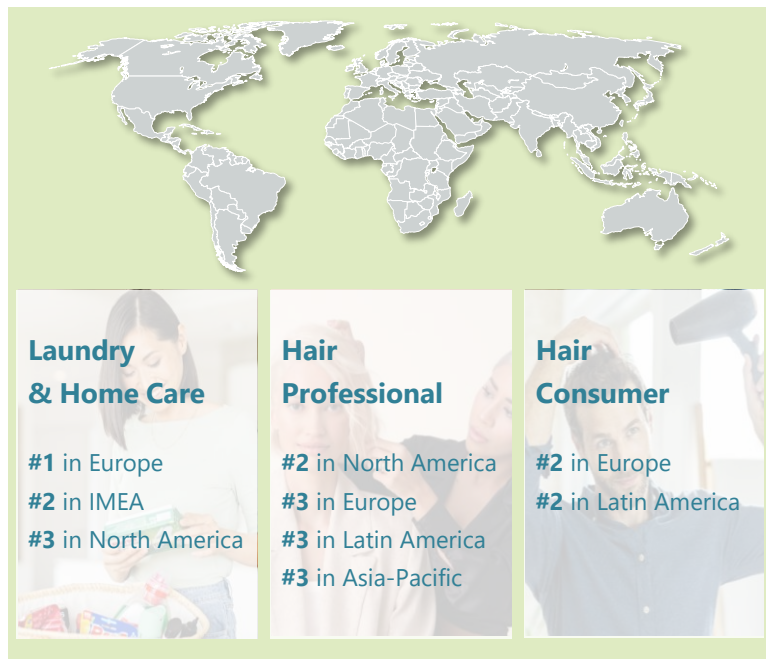 Laundry
& Home Care
#1 in Europe
#2 in IMEA
#3 in North America
Hair
Professional
#2 in North America
#3 in Europe
#3 in Latin America
#3 in Asia-Pacific
Hair
Consumer
#2 in Europe
#2 in Latin America